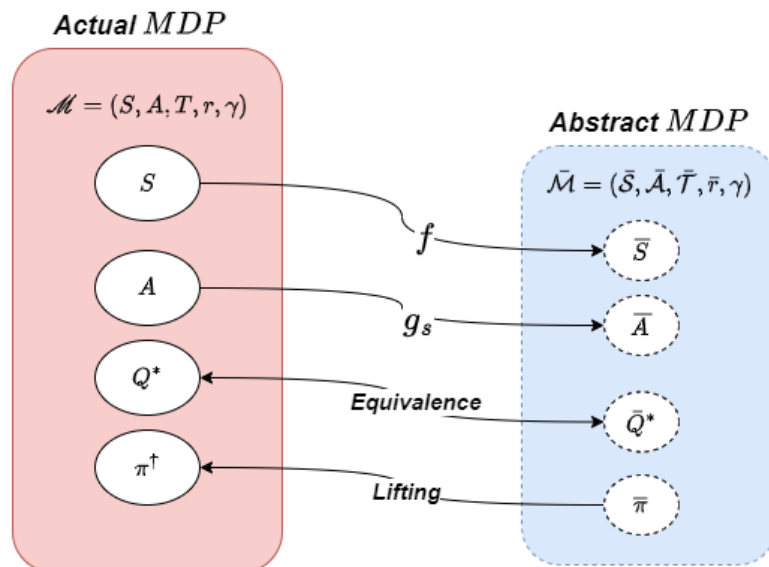 Actual MDP
ℳ = (S, A, T, r, γ)
S
A
Q*
π†
f
g_s
Equivalence
Lifting
Abstract MDP
ℳ̄ = (𝒮̄, 𝒜̄, 𝒯̄, r̄, γ)
S̄
Ā
Q̄*
π̄